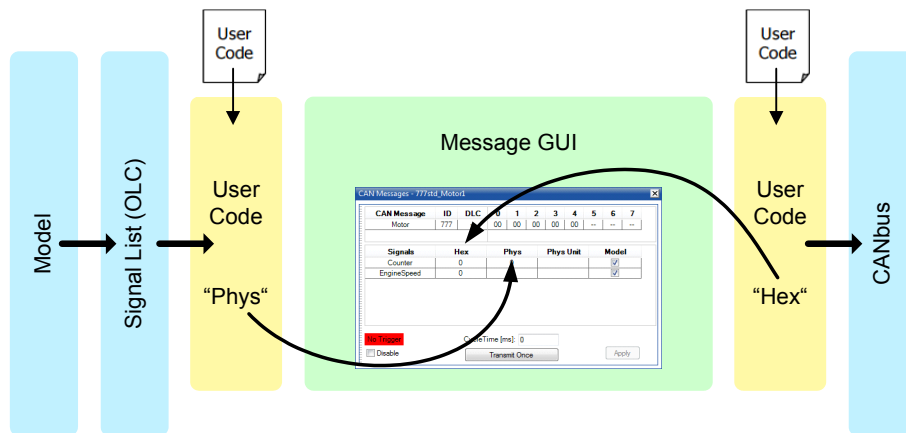 User
Code
User
Code
Model
Signal List (OLC)
User
Code
"Phys"
Message GUI
CAN Messages - 777std_Motor1
CAN Message ID DLC 0 1 2 3 4 5 6 7
Motor 777 00 00 00 00 00 -- -- --
Signals Hex Phys Phys Unit Model
Counter 0
EngineSpeed 0
No Trigger
CycleTime [ms]: 0
Disable
Transmit Once
Apply
User
Code
"Hex"
CANbus